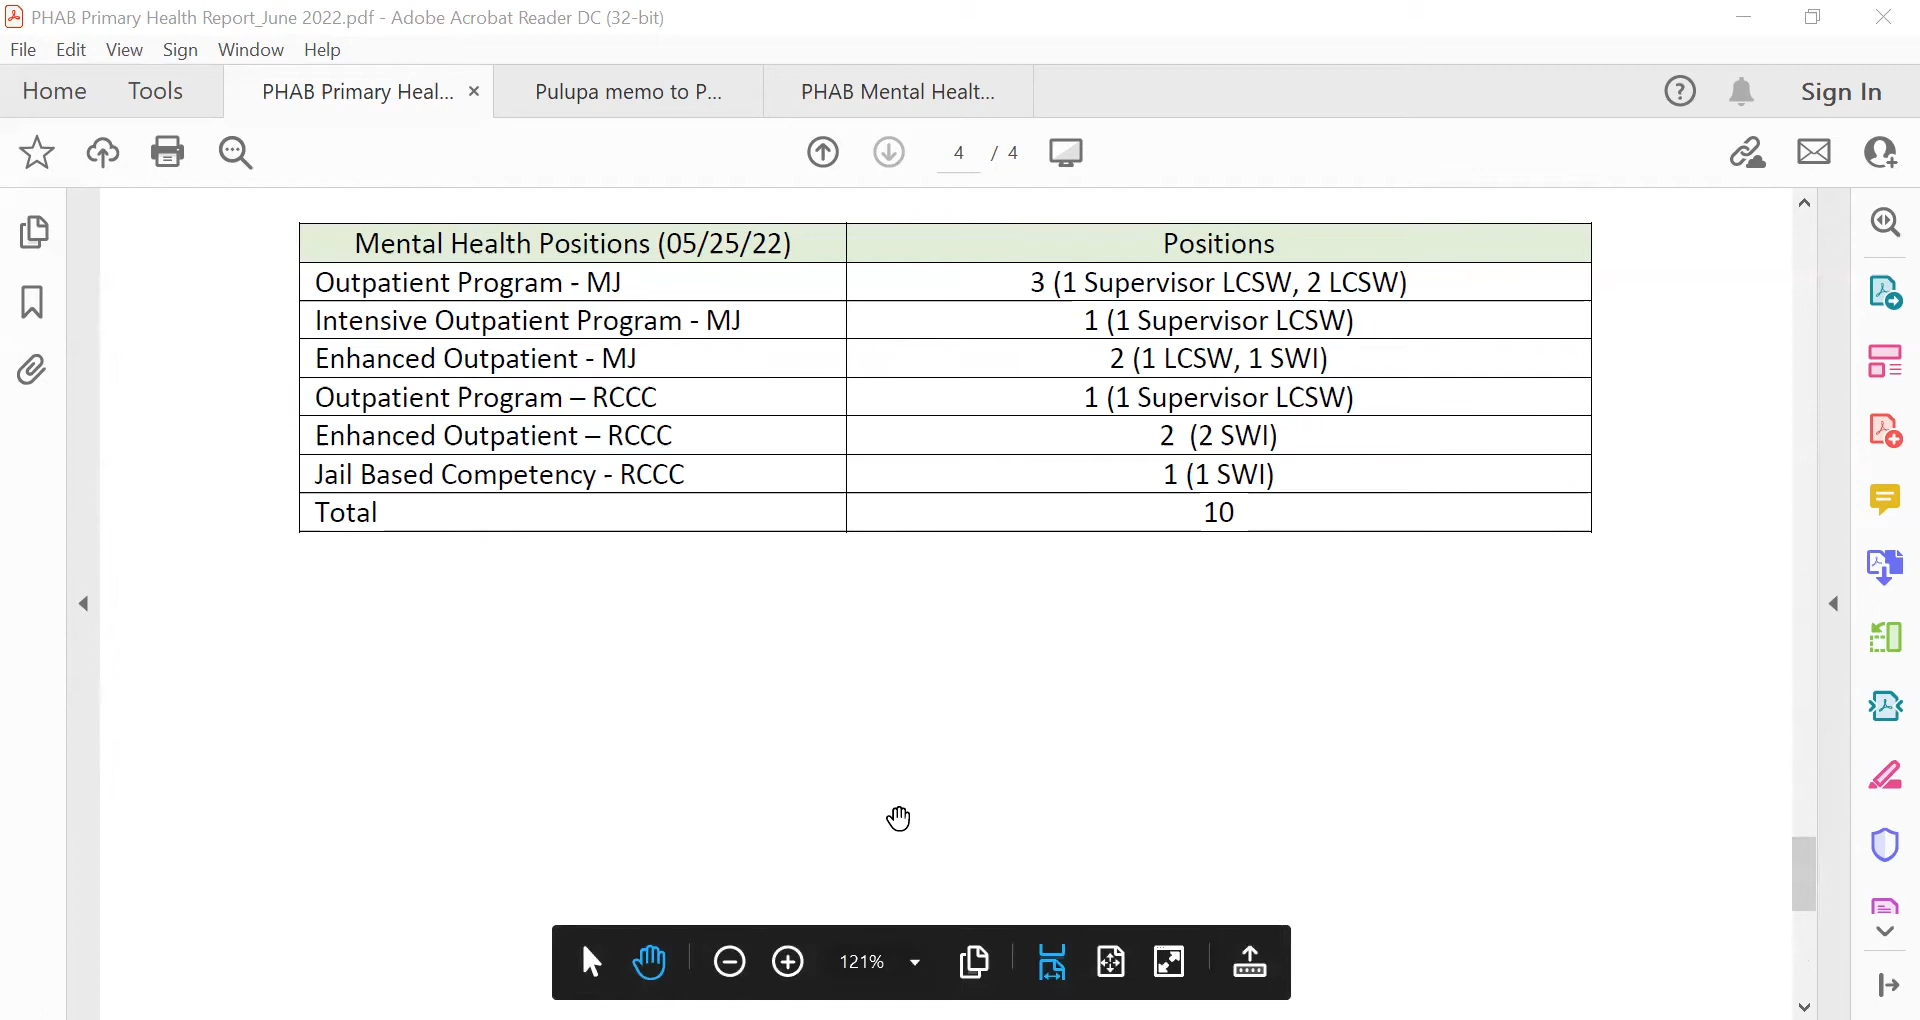 PHAB Primary Health Report_June 2022.pdf - Adobe Acrobat Reader DC (32-bit)
File Edit View Sign Window Help
Home Tools PHAB Primary Heal... × Pulupa memo to P... PHAB Mental Healt... Sign In
4 / 4
Mental Health Positions (05/25/22) Positions
Outpatient Program - MJ 3 (1 Supervisor LCSW, 2 LCSW)
Intensive Outpatient Program - MJ 1 (1 Supervisor LCSW)
Enhanced Outpatient - MJ 2 (1 LCSW, 1 SWI)
Outpatient Program – RCCC 1 (1 Supervisor LCSW)
Enhanced Outpatient – RCCC 2 (2 SWI)
Jail Based Competency - RCCC 1 (1 SWI)
Total 10
121%